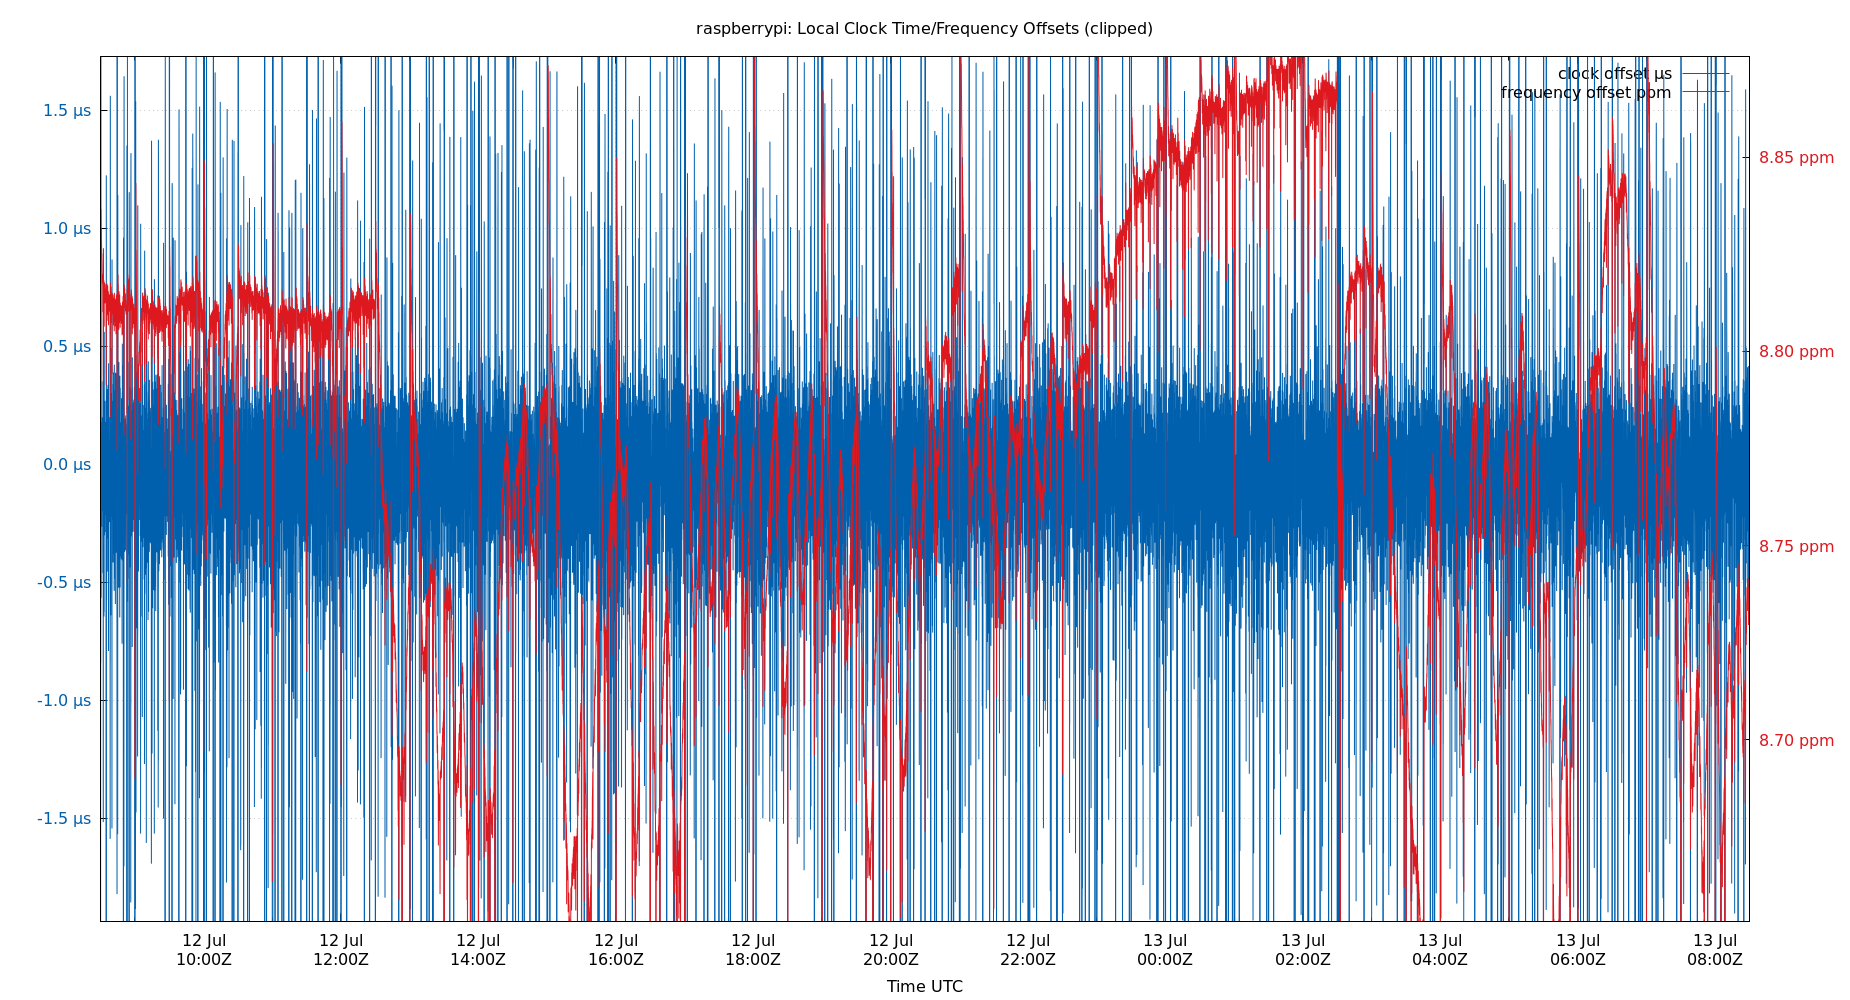 raspberrypi: Local Clock Time/Frequency Offsets (clipped)
clock offset µs
frequency offset ppm
1.5 µs
1.0 µs
0.5 µs
0.0 µs
-0.5 µs
-1.0 µs
-1.5 µs
8.85 ppm
8.80 ppm
8.75 ppm
8.70 ppm
12 Jul 12 Jul 12 Jul 12 Jul 12 Jul 12 Jul 12 Jul 13 Jul 13 Jul 13 Jul 13 Jul 13 Jul
10:00Z 12:00Z 14:00Z 16:00Z 18:00Z 20:00Z 22:00Z 00:00Z 02:00Z 04:00Z 06:00Z 08:00Z
Time UTC